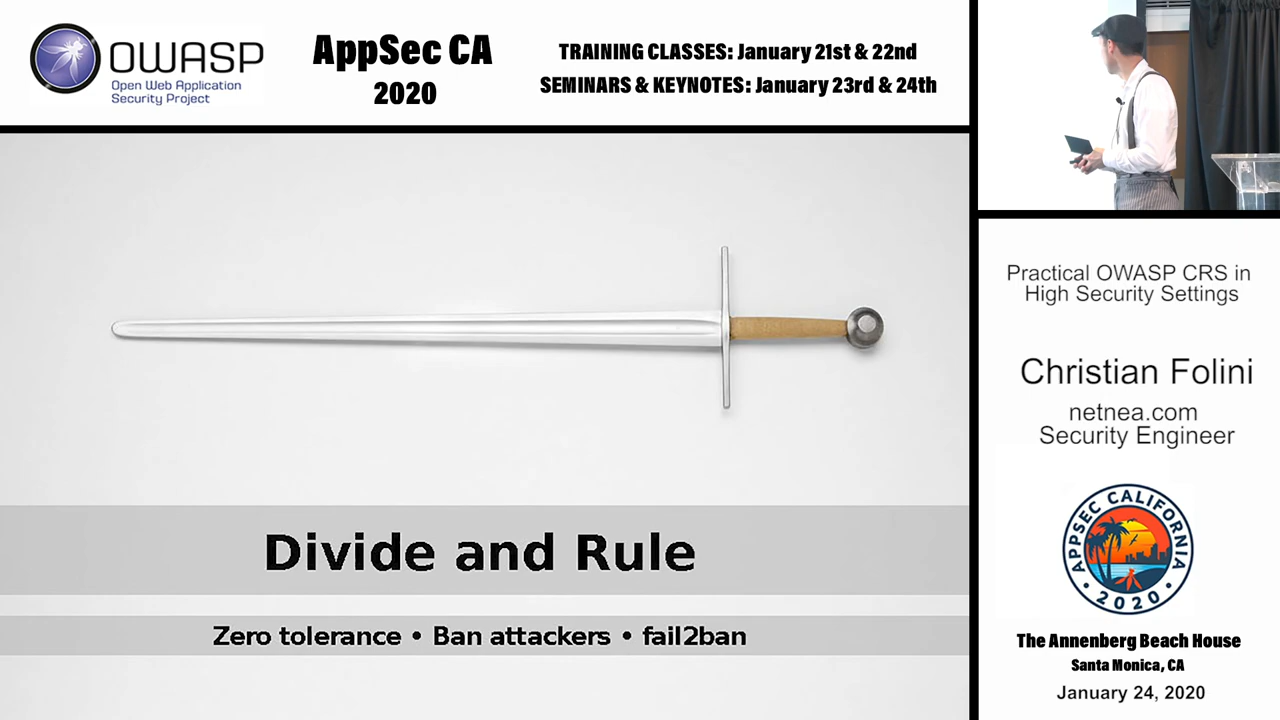 OWASP
Open Web Application
Security Project
AppSec CA
2020
TRAINING CLASSES: January 21st & 22nd
SEMINARS & KEYNOTES: January 23rd & 24th
Divide and Rule
Zero tolerance • Ban attackers • fail2ban
Practical OWASP CRS in
High Security Settings
Christian Folini
netnea.com
Security Engineer
APPSEC CALIFORNIA
• 2020 •
The Annenberg Beach House
Santa Monica, CA
January 24, 2020